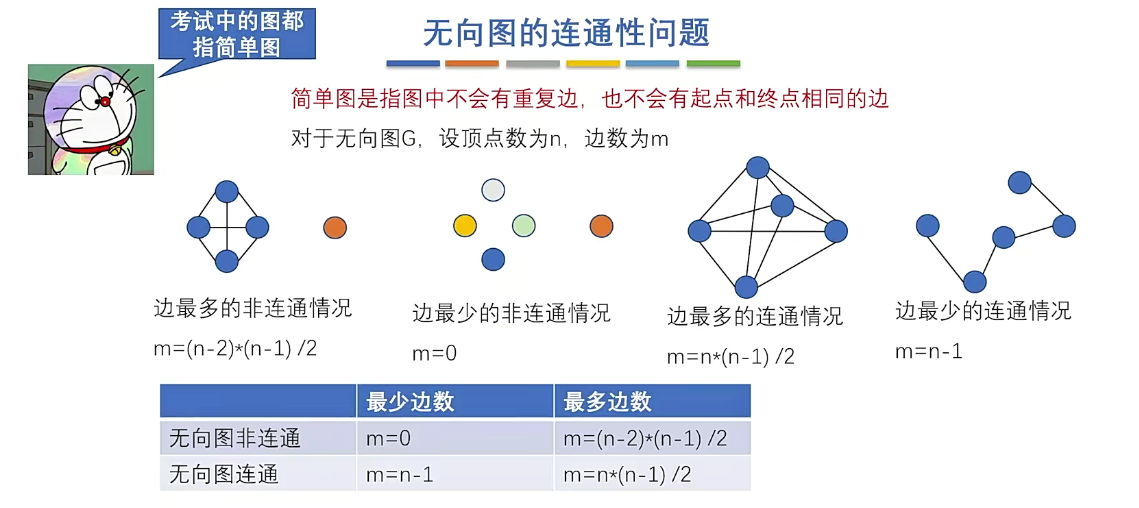 考试中的图都
指简单图
无向图的连通性问题
简单图是指图中不会有重复边，也不会有起点和终点相同的边
对于无向图G，设顶点数为n，边数为m
边最多的非连通情况
m=(n-2)*(n-1) /2
边最少的非连通情况
m=0
边最多的连通情况
m=n*(n-1) /2
边最少的连通情况
m=n-1
最少边数 最多边数
无向图非连通 m=0 m=(n-2)*(n-1) /2
无向图连通 m=n-1 m=n*(n-1) /2